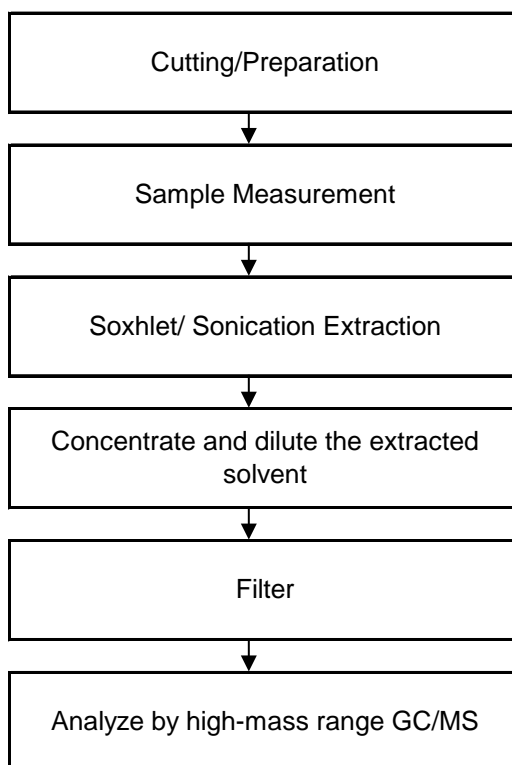 Cutting/Preparation
Sample Measurement
Soxhlet/ Sonication Extraction
Concentrate and dilute the extracted
solvent
Filter
Analyze by high-mass range GC/MS